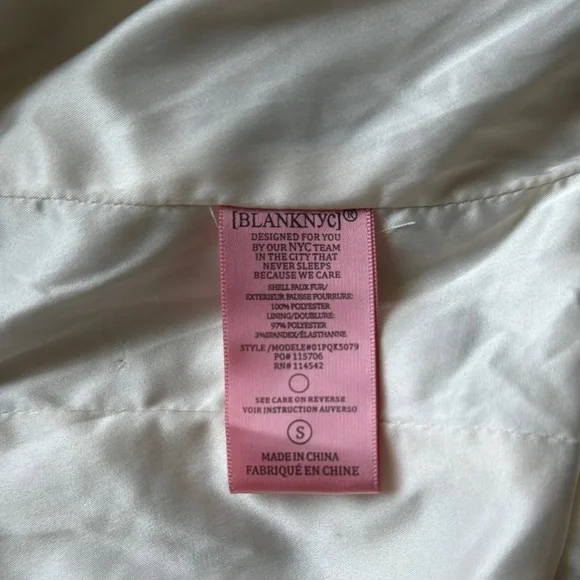 [BLANKNYC]®
DESIGNED FOR YOU
BY OUR NYC TEAM
IN THE CITY THAT
NEVER SLEEPS
BECAUSE WE CARE
SHELL FAUX FUR/
EXTERIEUR FAUSSE FOURRURE:
100% POLYESTER
LINING/DOUBLURE:
97% POLYESTER
3%SPANDEX/ÉLASTHANNE
STYLE /MODELE#01FQK5079
PO# 115706
RN# 114542
SEE CARE ON REVERSE
VOIR INSTRUCTION AUVERSO
S
MADE IN CHINA
FABRIQUÉ EN CHINE